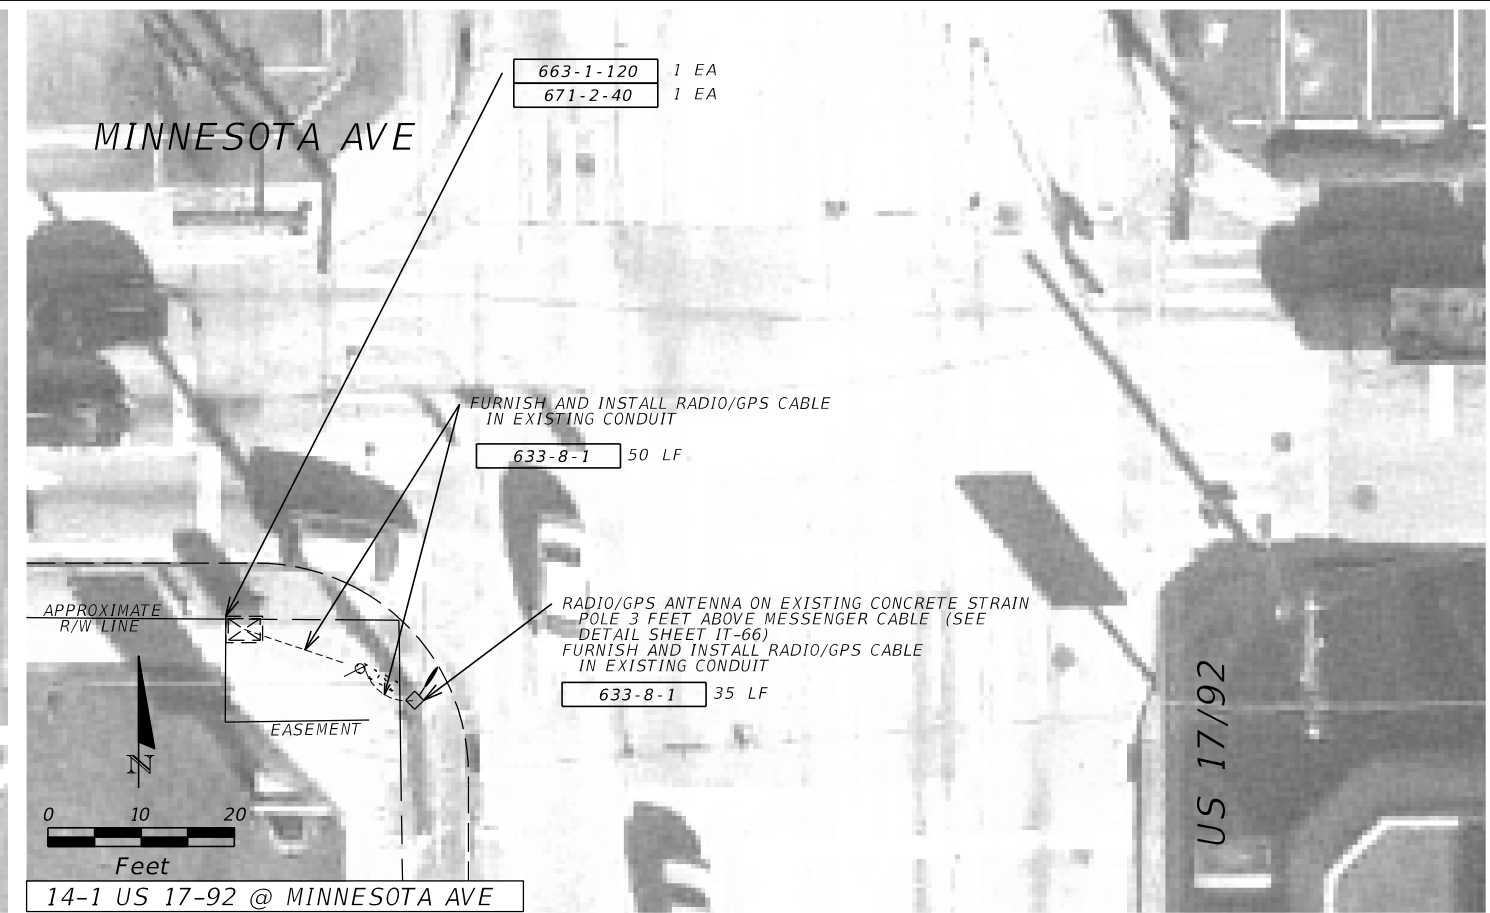 663-1-120 1 EA
671-2-40 1 EA
MINNESOTA AVE
FURNISH AND INSTALL RADIO/GPS CABLE
IN EXISTING CONDUIT
633-8-1 50 LF
RADIO/GPS ANTENNA ON EXISTING CONCRETE STRAIN
POLE 3 FEET ABOVE MESSENGER CABLE (SEE
DETAIL SHEET IT-66)
FURNISH AND INSTALL RADIO/GPS CABLE
IN EXISTING CONDUIT
633-8-1 35 LF
APPROXIMATE
R/W LINE
EASEMENT
N
0 10 20
Feet
US 17/92
14-1 US 17-92 @ MINNESOTA AVE